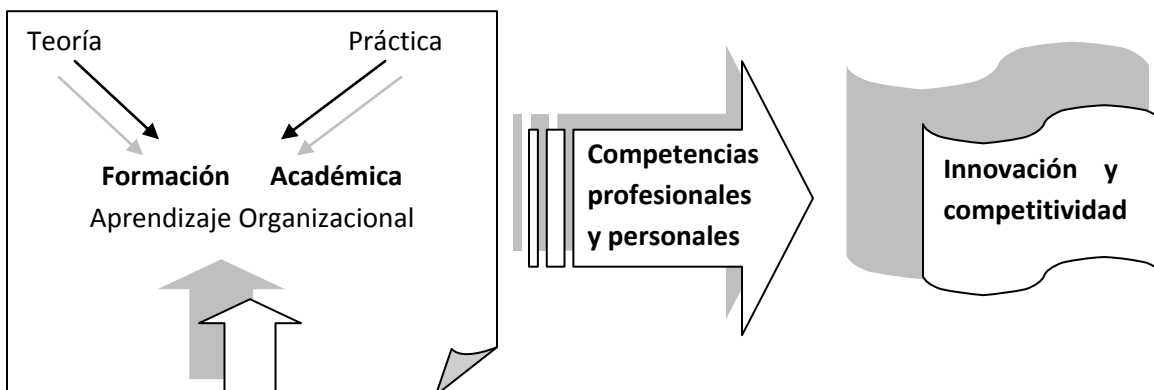 Teoría Práctica
Formación Académica
Aprendizaje Organizacional
Competencias
profesionales
y personales
Innovación y
competitividad